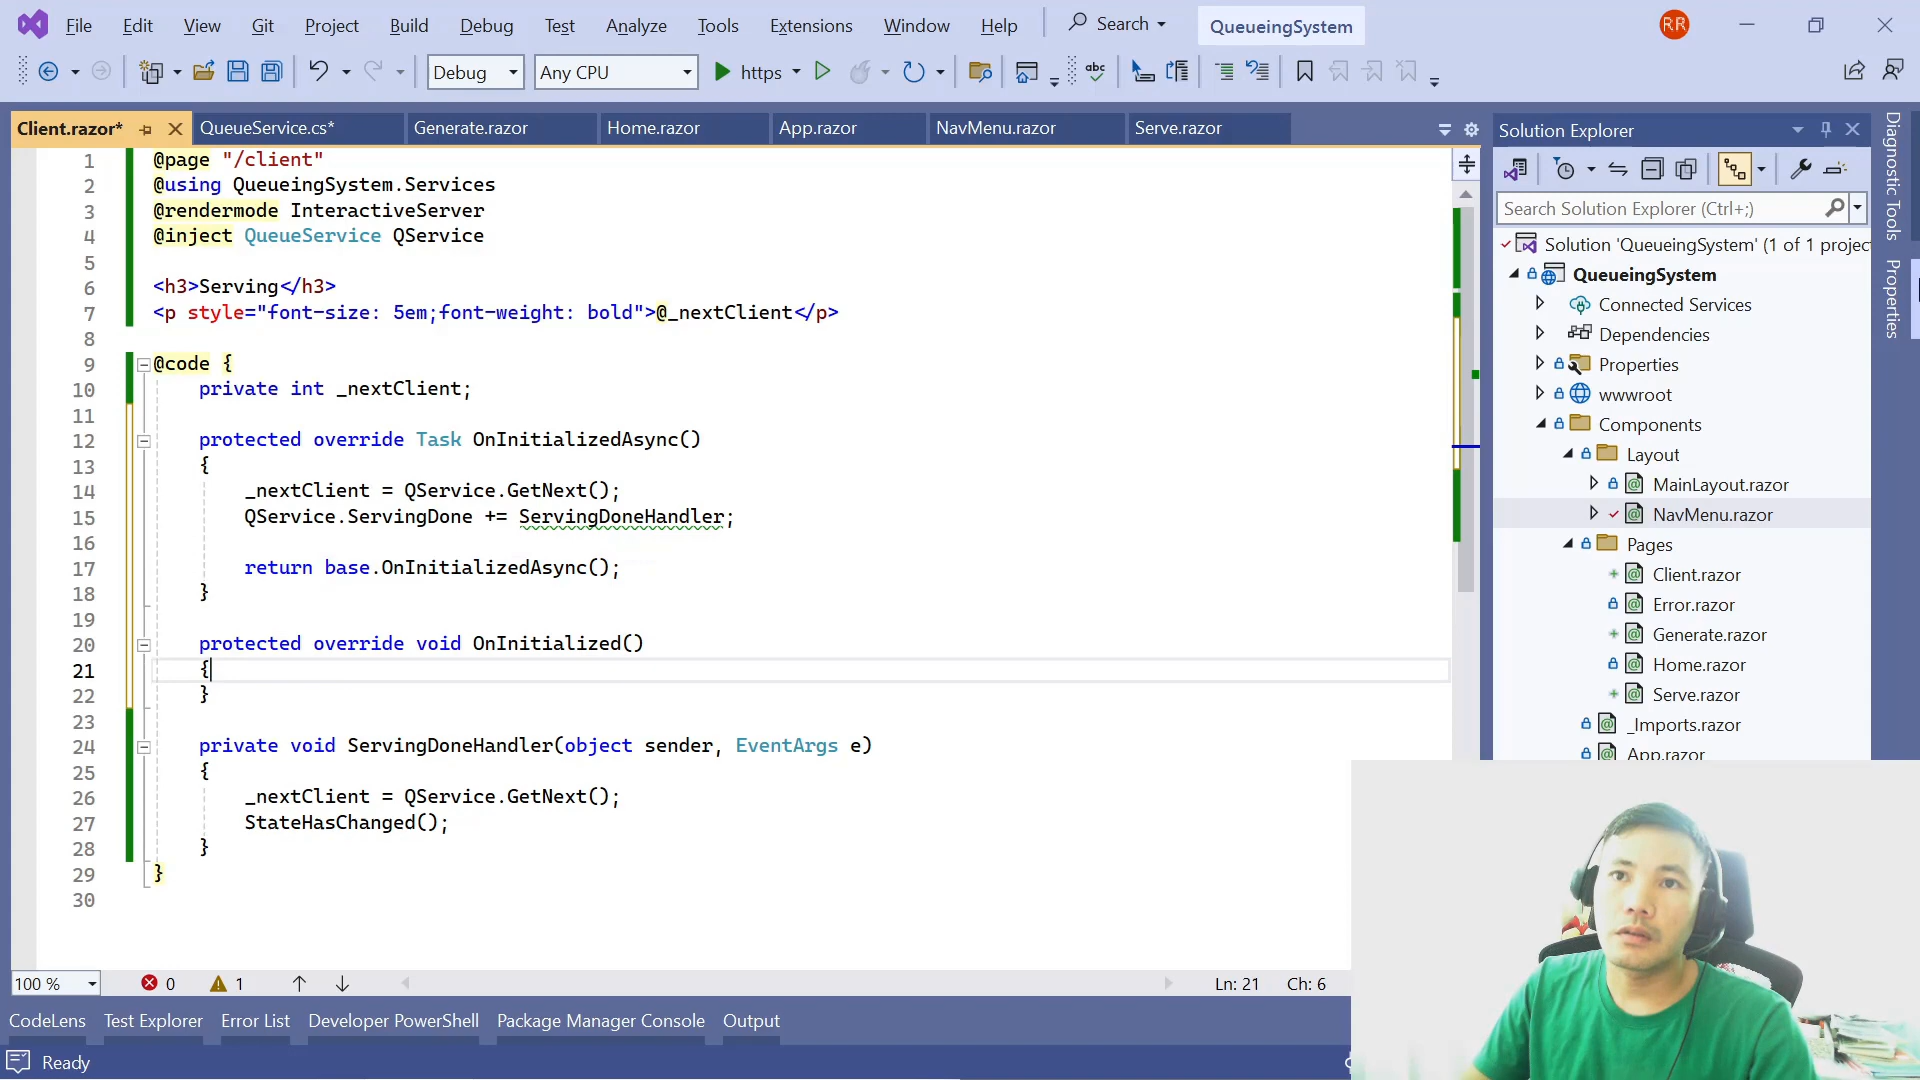 File Edit View Git Project Build Debug Test Analyze Tools Extensions Window Help Search QueueingSystem RR
Debug Any CPU https abc
Client.razor* QueueService.cs* Generate.razor Home.razor App.razor NavMenu.razor Serve.razor
1 @page "/client"
2 @using QueueingSystem.Services
3 @rendermode InteractiveServer
4 @inject QueueService QService
5
6 <h3>Serving</h3>
7 <p style="font-size: 5em;font-weight: bold">@_nextClient</p>
8
9 @code {
10 private int _nextClient;
11
12 protected override Task OnInitializedAsync()
13 {
14 _nextClient = QService.GetNext();
15 QService.ServingDone += ServingDoneHandler;
16
17 return base.OnInitializedAsync();
18 }
19
20 protected override void OnInitialized()
21 {
22 }
23
24 private void ServingDoneHandler(object sender, EventArgs e)
25 {
26 _nextClient = QService.GetNext();
27 StateHasChanged();
28 }
29 }
30
100 % 0 1 Ln: 21 Ch: 6
CodeLens Test Explorer Error List Developer PowerShell Package Manager Console Output
Ready
Solution Explorer
Search Solution Explorer (Ctrl+;)
Solution 'QueueingSystem' (1 of 1 projec
QueueingSystem
Connected Services
Dependencies
Properties
wwwroot
Components
Layout
MainLayout.razor
NavMenu.razor
Pages
Client.razor
Error.razor
Generate.razor
Home.razor
Serve.razor
_Imports.razor
App.razor
Diagnostic Tools
Properties